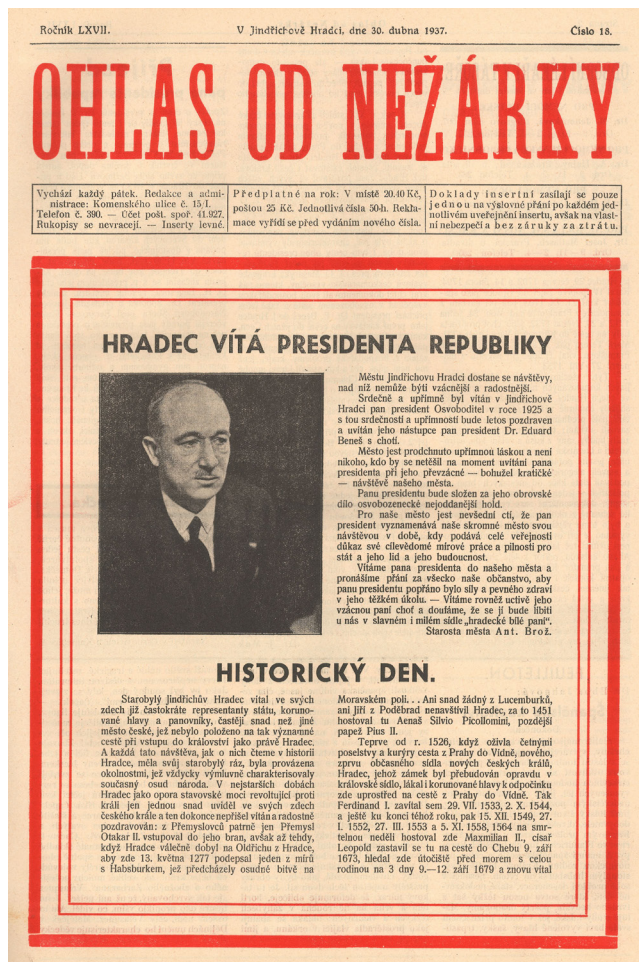 Ročník LXVII.
V Jindřichově Hradci, dne 30. dubna 1937.
Číslo 18.
OHLAS OD NEŽÁRKY
Vychází každý pátek. Redakce a admi-
nistrace: Komenského ulice č. 15/I.
Telefon č. 390. — Účet pošt. spoř. 41.927.
Rukopisy se nevracejí. — Inserty levné.
Předplatné na rok: V místě 20.40 Kč,
poštou 25 Kč. Jednotlivá čísla 50·h. Rekla-
mace vyřídí se před vydáním nového čísla.
Doklady insertní zasílají se pouze
jednou na výslovné přání po každém jed-
notlivém uveřejnění insertu, avšak na vlast-
ní nebezpečí a bez záruky za ztrátu.
HRADEC VÍTÁ PRESIDENTA REPUBLIKY
Městu Jindřichovu Hradci dostane se návštěvy,
nad níž nemůže býti vzácnější a radostnější.
Srdečně a upřímně byl vítán v Jindřichově
Hradci pan president Osvoboditel v roce 1925 a
s tou srdečností a upřímností bude letos pozdraven
a uvítán jeho nástupce pan president Dr. Eduard
Beneš s chotí.
Město jest prodchnuto upřímnou láskou a není
nikoho, kdo by se netěšil na moment uvítání pana
presidenta při jeho převzácné — bohužel kratičké
— návštěvě našeho města.
Panu presidentu bude složen za jeho obrovské
dílo osvobozenecké nejoddanější hold.
Pro naše město jest nevšední ctí, že pan
president vyznamenává naše skromné město svou
návštěvou v době, kdy podává celé veřejnosti
důkaz své cílevědomé mírové práce a pilnosti pro
stát a jeho lid a jeho budoucnost.
Vítáme pana presidenta do našeho města a
pronášíme přání za všecko naše občanstvo, aby
panu presidentu popřáno bylo síly a pevného zdraví
v jeho těžkém úkolu. — Vítáme rovněž uctivě jeho
vzácnou paní choť a doufáme, že se jí bude líbiti
u nás v slavném i milém sídle „hradecké bílé paní“.
Starosta města Ant. Brož.
HISTORICKÝ DEN.
Starobylý Jindřichův Hradec vítal ve svých
zdech již častokráte representanty státu, koruno-
vané hlavy a panovníky, častěji snad než jiné
město české, jež nebylo položeno na tak významné
cestě při vstupu do království jako právě Hradec.
A každá tato návštěva, jak o nich čteme v historii
Hradce, měla svůj starobylý ráz, byla provázena
okolnostmi, jež vždycky výmluvně charakterisovaly
současný osud národa. V nejstarších dobách
Hradec jako opora stavovské moci revoltující proti
králi jen jednou snad uviděl ve svých zdech
českého krále a ten dokonce nepřišel vítán a radostně
pozdravován: z Přemyslovců patrně jen Přemysl
Otakar II. vstupoval do jeho bran, avšak až tehdy,
když Hradce válečně dobyl na Oldřichu z Hradce,
aby zde 13. května 1277 podepsal jeden z mírů
s Habsburkem, jež předcházely osudné bitvě na
Moravském poli... Ani snad žádný z Lucemburků,
ani Jiří z Poděbrad nenavštívil Hradec, za to 1451
hostoval tu Aenaš Silvio Picollomini, pozdější
papež Pius II.
Teprve od r. 1526, když oživla četnými
poselstvy a kurýry cesta z Prahy do Vídně, nového,
zprvu občasného sídla nových českých králů,
Hradec, jehož zámek byl přebudován opravdu v
královské sídlo, lákal i korunované hlavy k odpočinku
zde uprostřed na cestě z Prahy do Vídně. Tak
Ferdinand I. zavítal sem 29. VII. 1533, 2. X. 1544,
a ještě ku konci téhož roku, pak 15. XII. 1549, 27.
I. 1552, 27. III. 1553 a 5. XI. 1558, 1564 na smr-
telnou neděli hostoval zde Maxmilian II., císař
Leopold zastavil se tu na cestě do Chebu 9. září
1673, hledal zde útočiště před morem s celou
rodinou na 3 dny 9.—12. září 1679 a znovu vítal